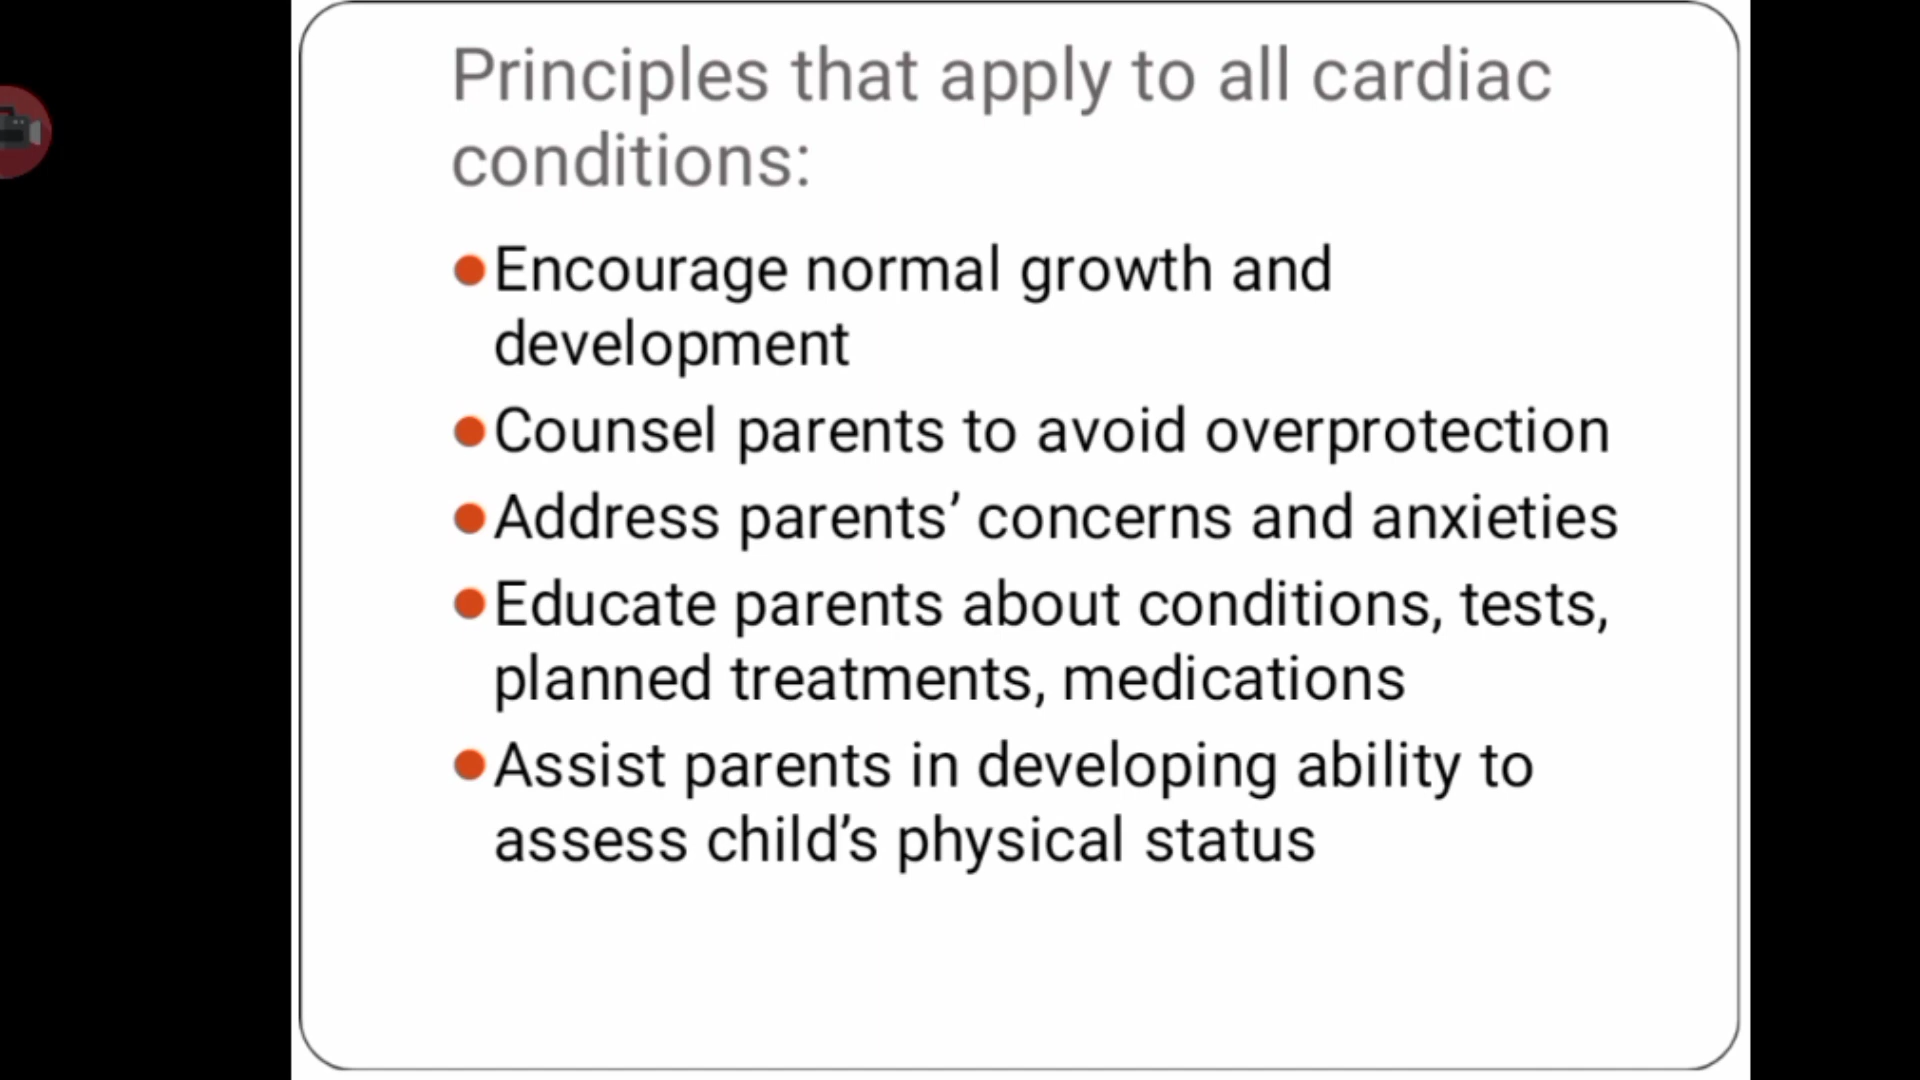 Principles that apply to all cardiac
conditions:
●Encourage normal growth and
development
●Counsel parents to avoid overprotection
●Address parents’ concerns and anxieties
●Educate parents about conditions, tests,
planned treatments, medications
●Assist parents in developing ability to
assess child’s physical status